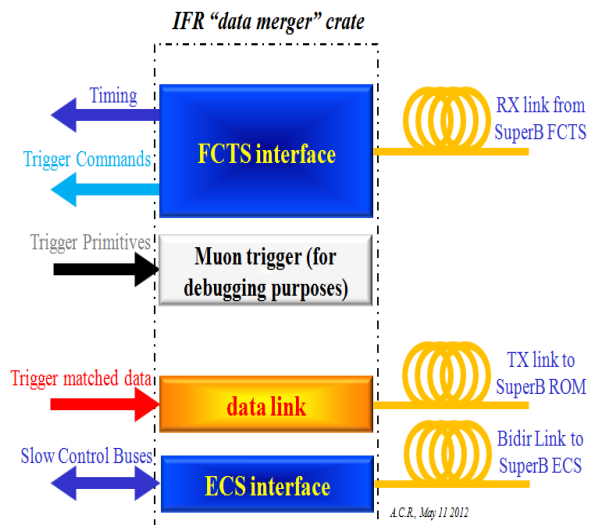 IFR “data merger” crate
Timing
FCTS interface
RX link from
SuperB FCTS
Trigger Commands
Trigger Primitives
Muon trigger (for
debugging purposes)
Trigger matched data
data link
TX link to
SuperB ROM
Slow Control Buses
ECS interface
Bidir Link to
SuperB ECS
A.C.R., May 11 2012